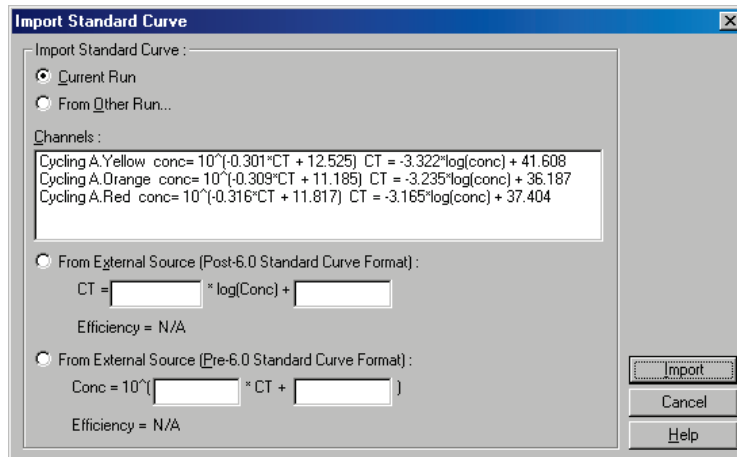 Import Standard Curve
Import Standard Curve :
Current Run
From Other Run...
Channels :
Cycling A.Yellow conc= 10^(-0.301*CT + 12.525) CT = -3.322*log(conc) + 41.608
Cycling A.Orange conc= 10^(-0.309*CT + 11.185) CT = -3.235*log(conc) + 36.187
Cycling A.Red conc= 10^(-0.316*CT + 11.817) CT = -3.165*log(conc) + 37.404
From External Source (Post-6.0 Standard Curve Format) :
CT = * log(Conc) +
Efficiency = N/A
From External Source (Pre-6.0 Standard Curve Format) :
Conc = 10^( * CT + )
Efficiency = N/A
Import
Cancel
Help